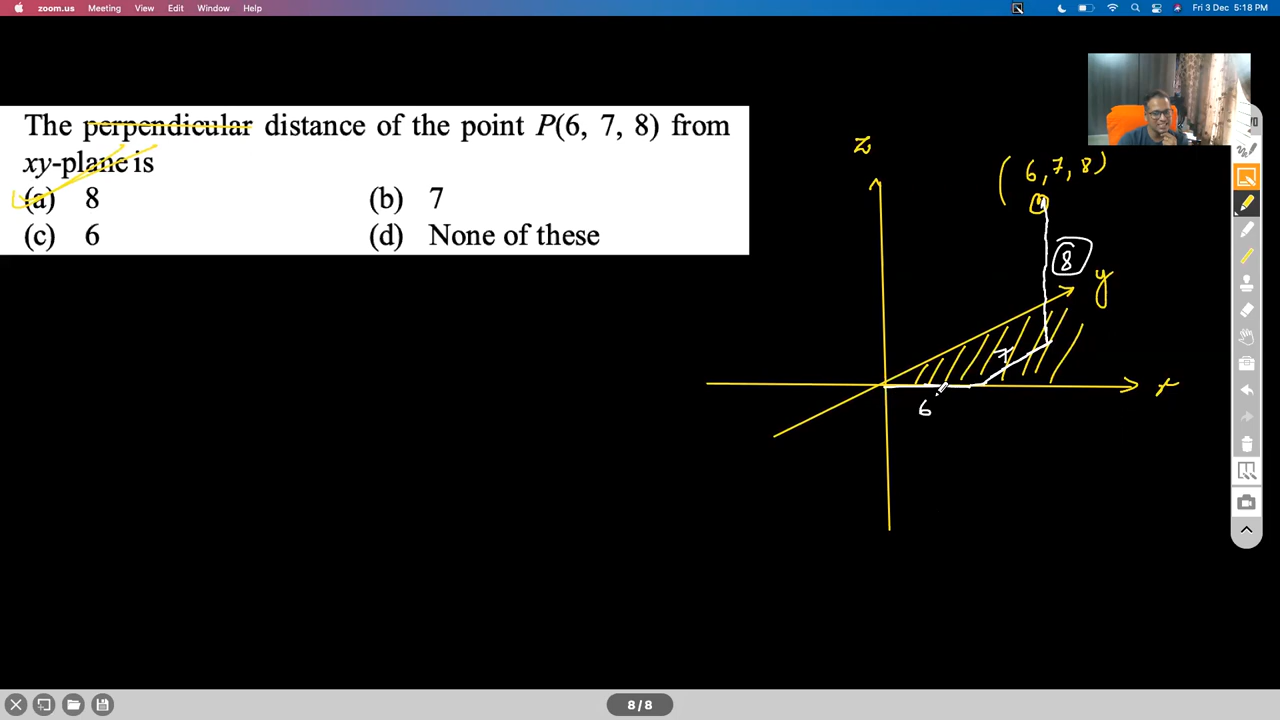 zoom.us Meeting View Edit Window Help
Fri 3 Dec 5:18 PM
The perpendicular distance of the point P(6, 7, 8) from
xy-plane is
(a) 8 (b) 7
(c) 6 (d) None of these
z
(6, 7, 8)
8
y
7
x
6
8 / 8